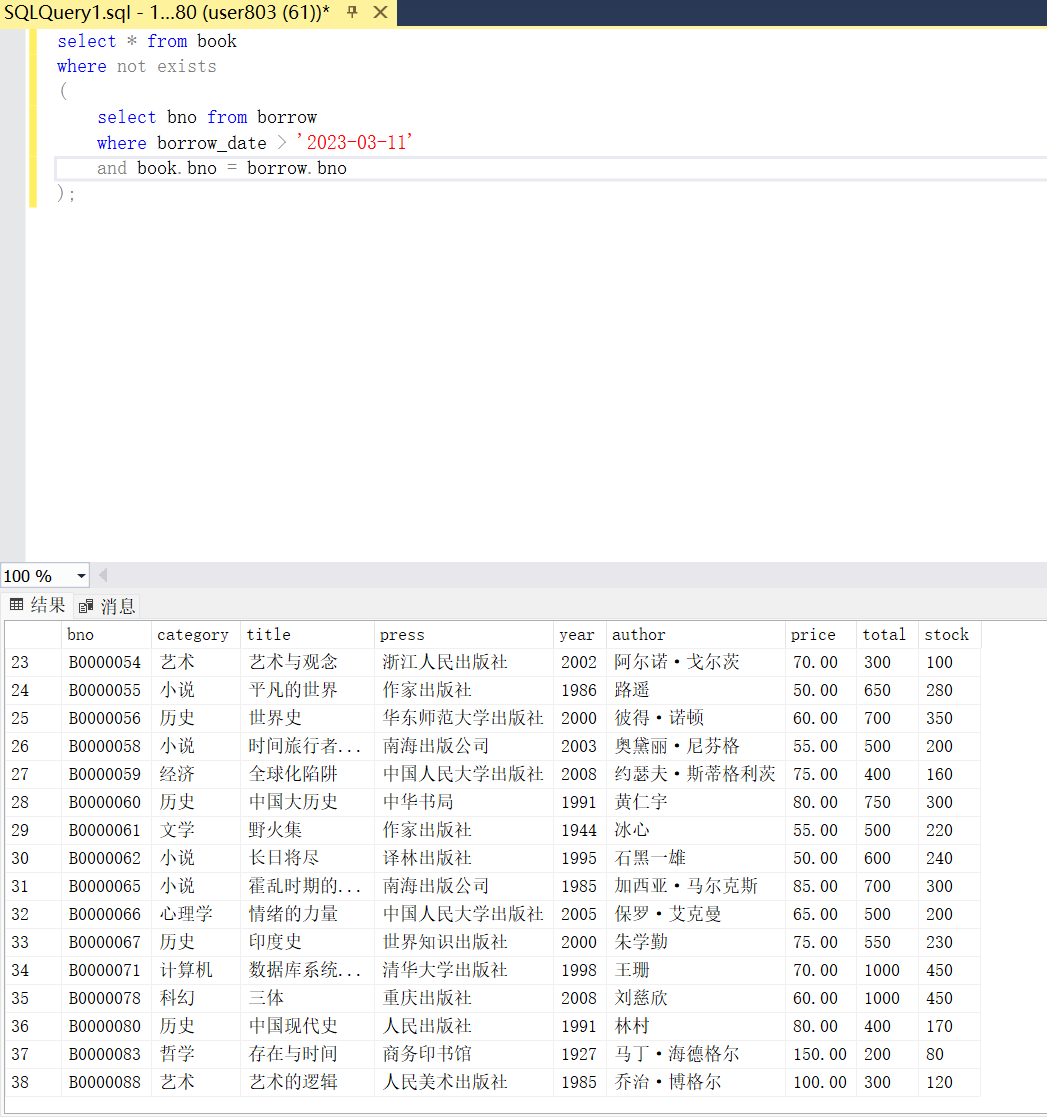 SQLQuery1.sql - 1...80 (user803 (61))*
select * from book
where not exists
(
select bno from borrow
where borrow_date > '2023-03-11'
and book.bno = borrow.bno
);
100 %
结果 消息
bno category title press year author price total stock
23 B0000054 艺术 艺术与观念 浙江人民出版社 2002 阿尔诺·戈尔茨 70.00 300 100
24 B0000055 小说 平凡的世界 作家出版社 1986 路遥 50.00 650 280
25 B0000056 历史 世界史 华东师范大学出版社 2000 彼得·诺顿 60.00 700 350
26 B0000058 小说 时间旅行者... 南海出版公司 2003 奥黛丽·尼芬格 55.00 500 200
27 B0000059 经济 全球化陷阱 中国人民大学出版社 2008 约瑟夫·斯蒂格利茨 75.00 400 160
28 B0000060 历史 中国大历史 中华书局 1991 黄仁宇 80.00 750 300
29 B0000061 文学 野火集 作家出版社 1944 冰心 55.00 500 220
30 B0000062 小说 长日将尽 译林出版社 1995 石黑一雄 50.00 600 240
31 B0000065 小说 霍乱时期的... 南海出版公司 1985 加西亚·马尔克斯 85.00 700 300
32 B0000066 心理学 情绪的力量 中国人民大学出版社 2005 保罗·艾克曼 65.00 500 200
33 B0000067 历史 印度史 世界知识出版社 2000 朱学勤 75.00 550 230
34 B0000071 计算机 数据库系统... 清华大学出版社 1998 王珊 70.00 1000 450
35 B0000078 科幻 三体 重庆出版社 2008 刘慈欣 60.00 1000 450
36 B0000080 历史 中国现代史 人民出版社 1991 林村 80.00 400 170
37 B0000083 哲学 存在与时间 商务印书馆 1927 马丁·海德格尔 150.00 200 80
38 B0000088 艺术 艺术的逻辑 人民美术出版社 1985 乔治·博格尔 100.00 300 120